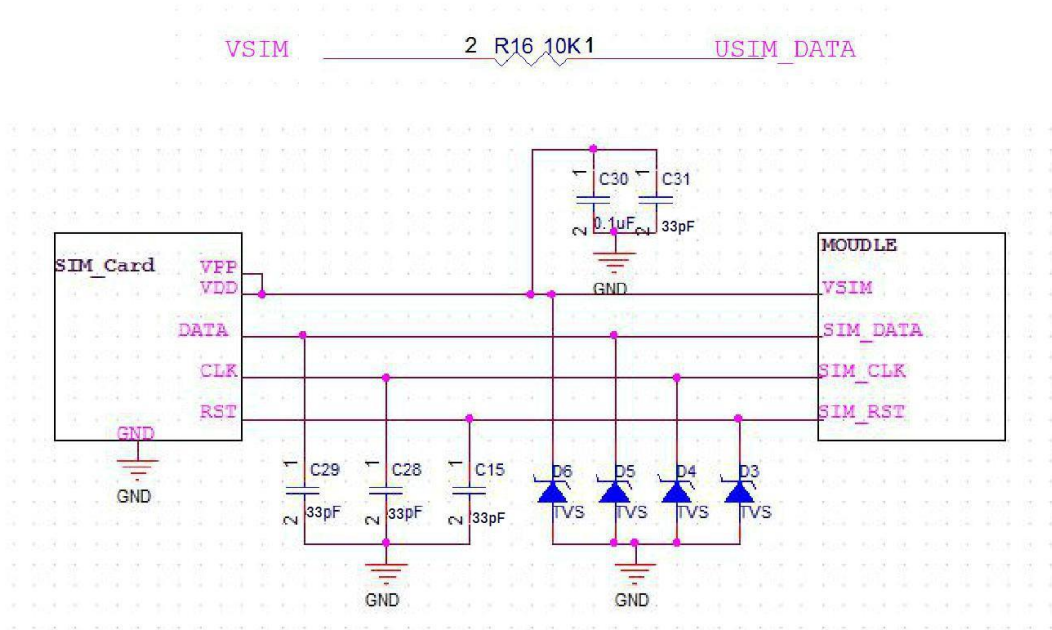 VSIM 2 R16 10K 1 USIM_DATA
1 C30 1 C31
2 0.1uF 2 33pF
GND
SIM_Card
VPP
VDD
DATA
CLK
RST
GND
GND
MOUDLE
VSIM
SIM_DATA
SIM_CLK
SIM_RST
1 C29 1 C28 1 C15
2 33pF 2 33pF 2 33pF
GND
D6 D5 D4 D3
TVS TVS TVS TVS
GND